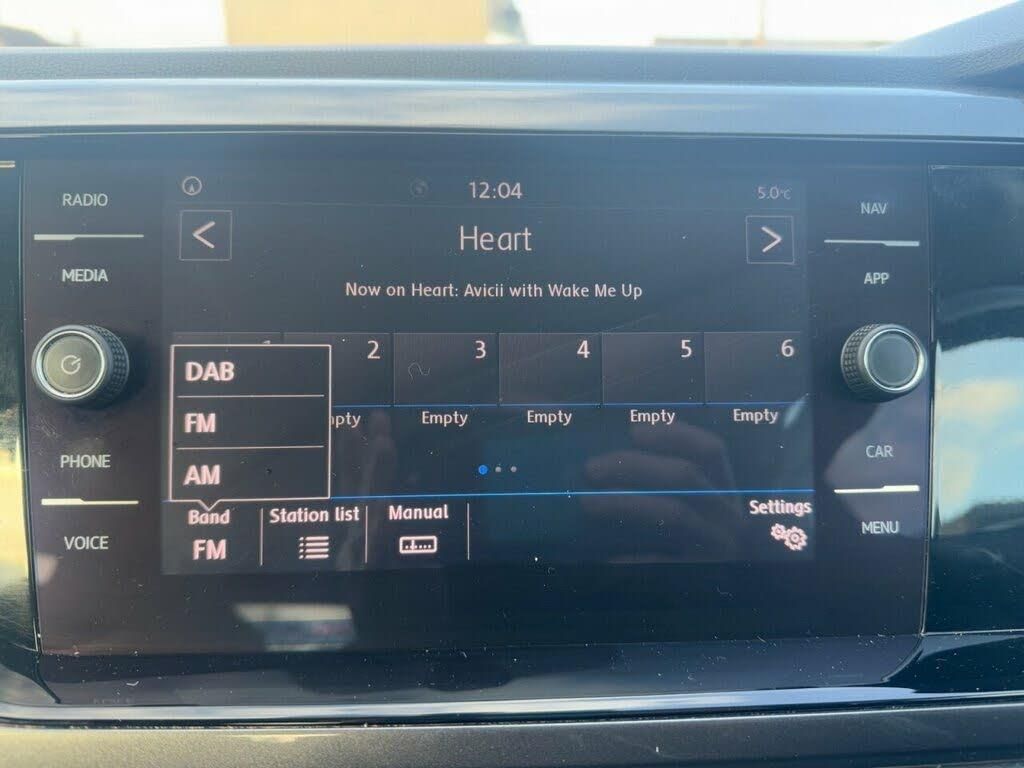 RADIO
MEDIA
PHONE
VOICE
12:04
5.0°C
<
Heart
>
Now on Heart: Avicii with Wake Me Up
2
3
4
5
6
Empty
Empty
Empty
Empty
DAB
FM
AM
Band
FM
Station list
Manual
Settings
NAV
APP
CAR
MENU